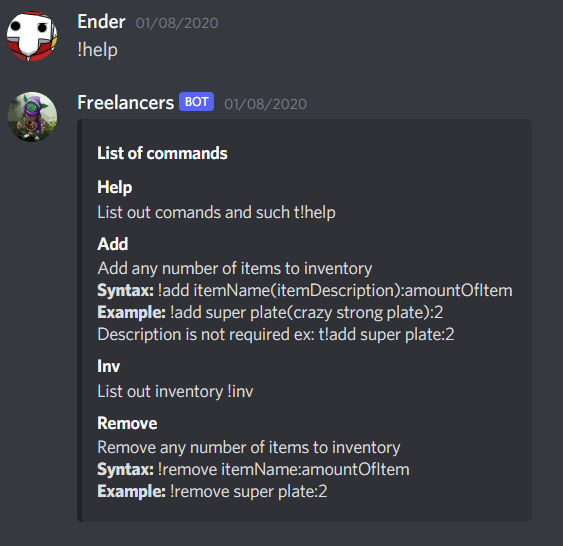 Ender 01/08/2020
!help
Freelancers BOT 01/08/2020
List of commands
Help
List out comands and such t!help
Add
Add any number of items to inventory
Syntax: !add itemName(itemDescription):amountOfItem
Example: !add super plate(crazy strong plate):2
Description is not required ex: t!add super plate:2
Inv
List out inventory !inv
Remove
Remove any number of items to inventory
Syntax: !remove itemName:amountOfItem
Example: !remove super plate:2